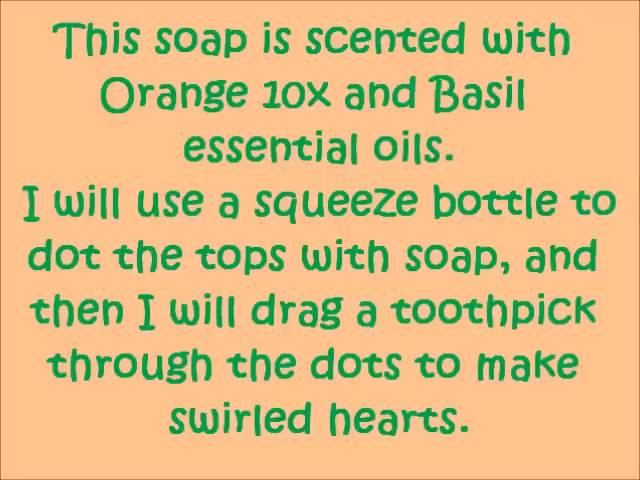 This soap is scented with
Orange 10x and Basil
essential oils.
I will use a squeeze bottle to
dot the tops with soap, and
then I will drag a toothpick
through the dots to make
swirled hearts.